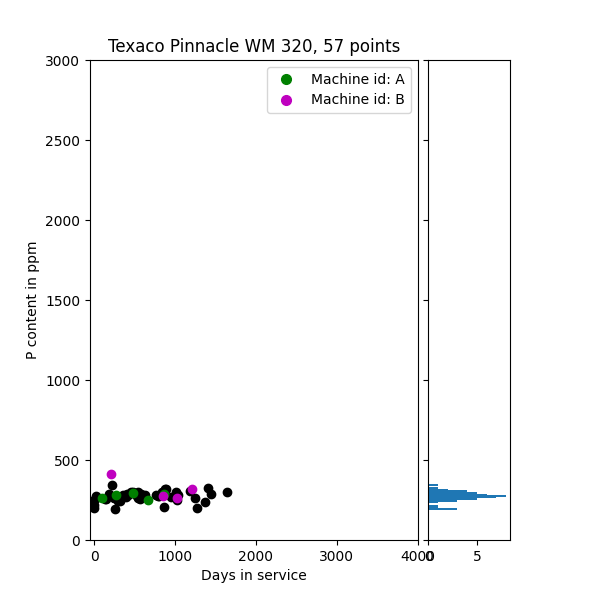 Texaco Pinnacle WM 320, 57 points
Machine id: A
Machine id: B
P content in ppm
3000
2500
2000
1500
1000
500
0
0
1000
2000
3000
4000
0
5
Days in service